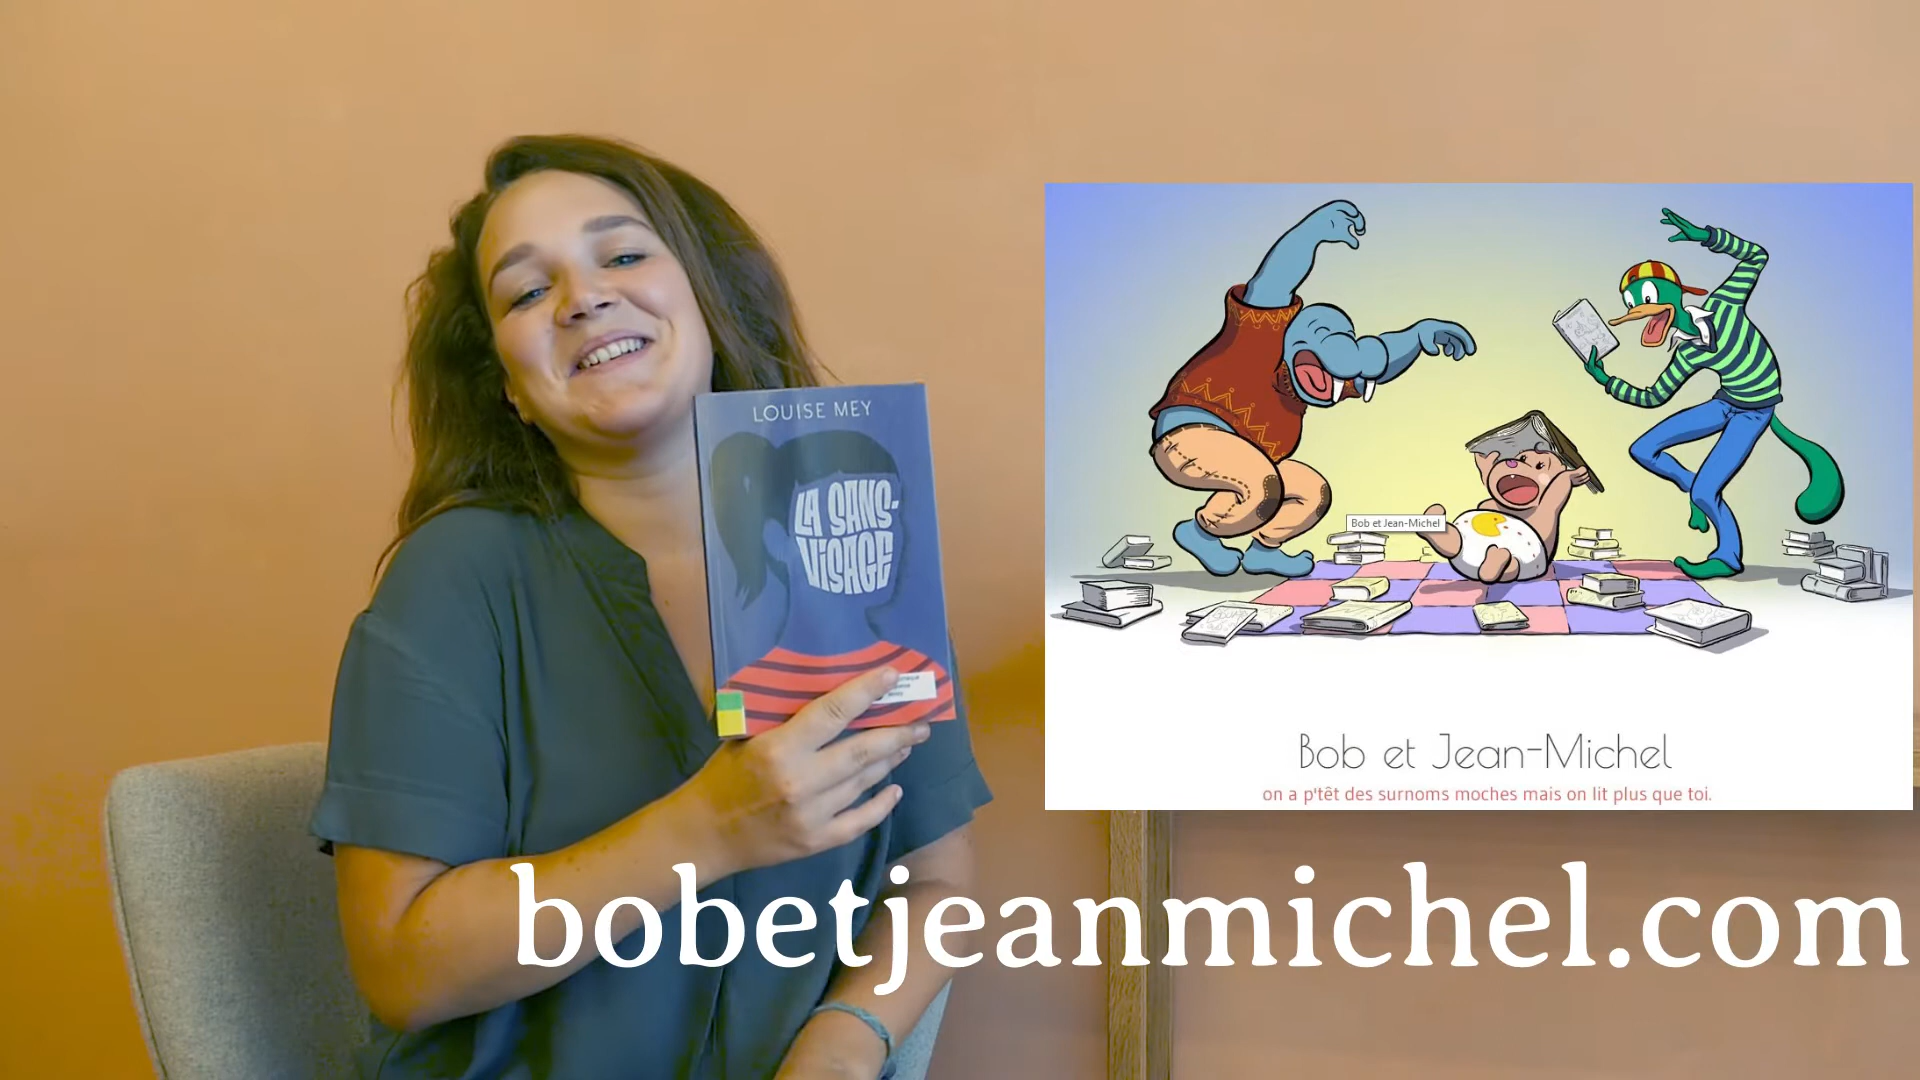 LOUISE MEY
LA SANS-
VISAGE
Bob et Jean-Michel
Bob et Jean-Michel
on a p'têt des surnoms moches mais on lit plus que toi.
bobetjeanmichel.com